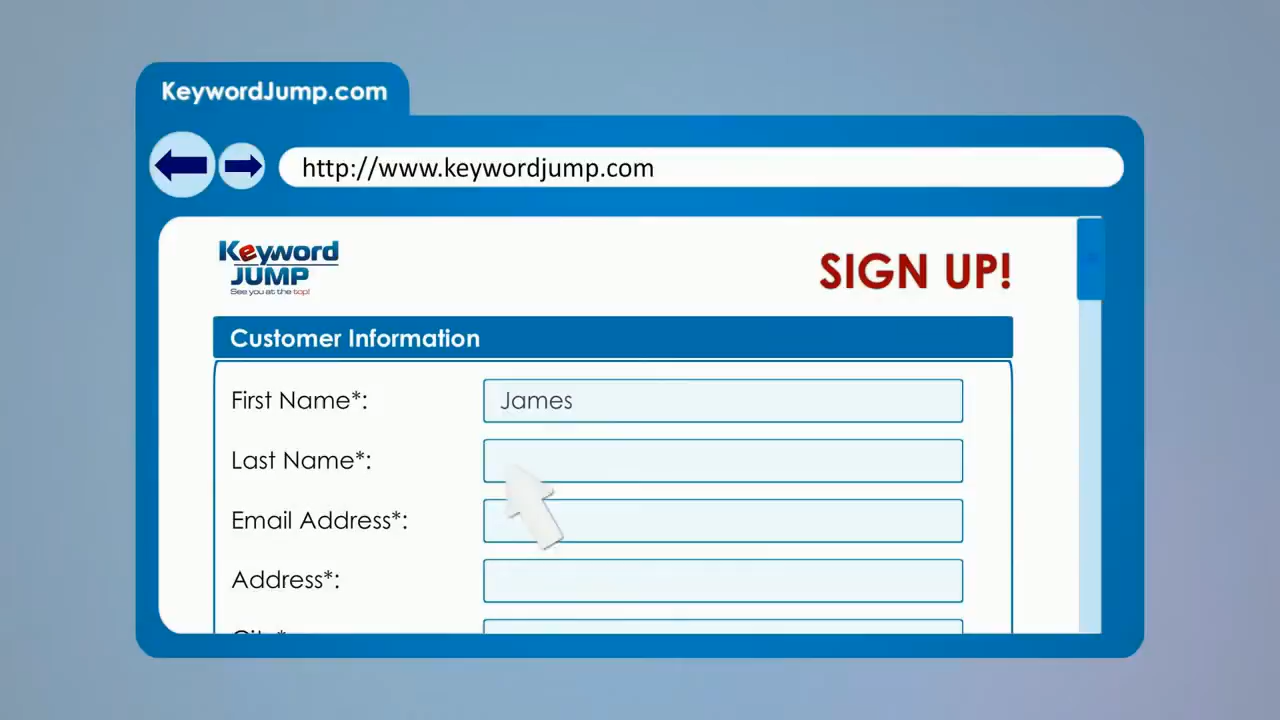 KeywordJump.com
http://www.keywordjump.com
Keyword
JUMP
See you at the top!
SIGN UP!
Customer Information
First Name*: James
Last Name*:
Email Address*:
Address*: